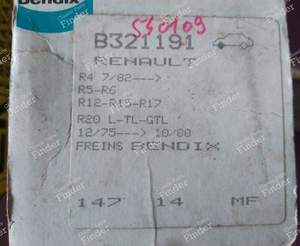 Bendix
540109
B321191
RENAULT
R4 7/82--->
R5-R6
R12-R15-R17
R20 L-TL-GTL
12/75---> 10/80
FREINS BENDIX
147 14 MF